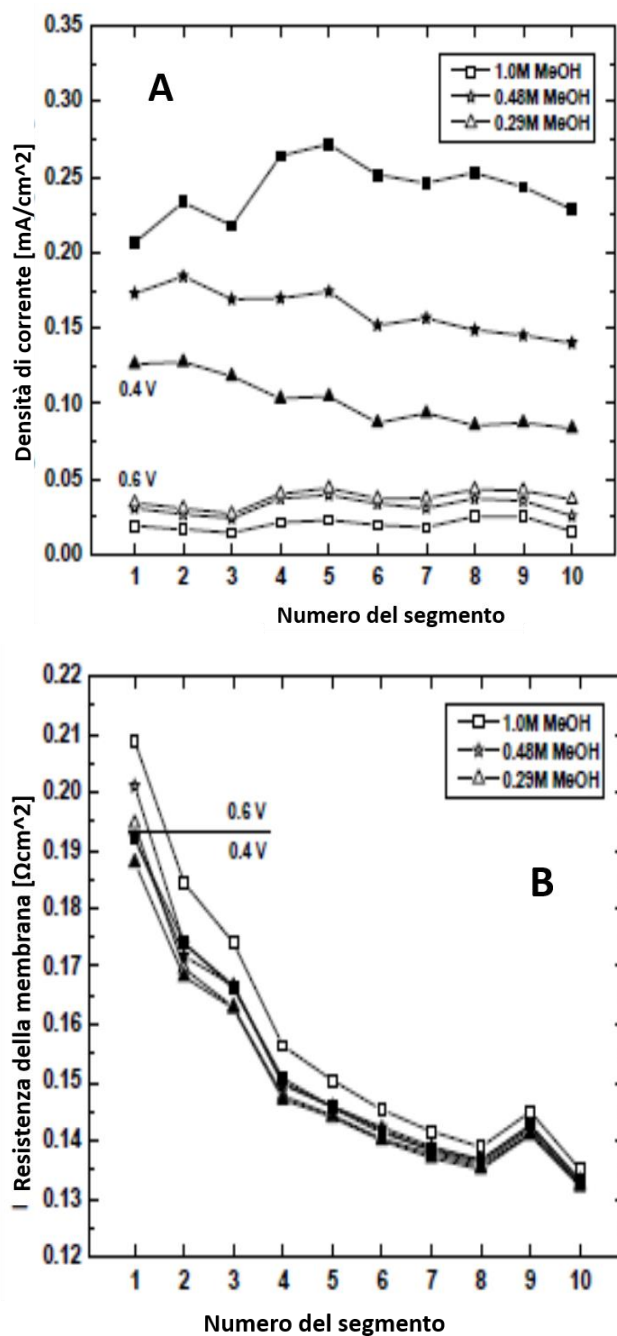 0.35
0.30
0.25
0.20
0.15
0.10
0.05
0.00
Densità di corrente [mA/cm^2]
A
1.0M MeOH
0.48M MeOH
0.29M MeOH
0.4 V
0.6 V
1 2 3 4 5 6 7 8 9 10
Numero del segmento
0.22
0.21
0.20
0.19
0.18
0.17
0.16
0.15
0.14
0.13
0.12
Resistenza della membrana [Ωcm^2]
1.0M MeOH
0.48M MeOH
0.29M MeOH
0.6 V
0.4 V
B
1 2 3 4 5 6 7 8 9 10
Numero del segmento